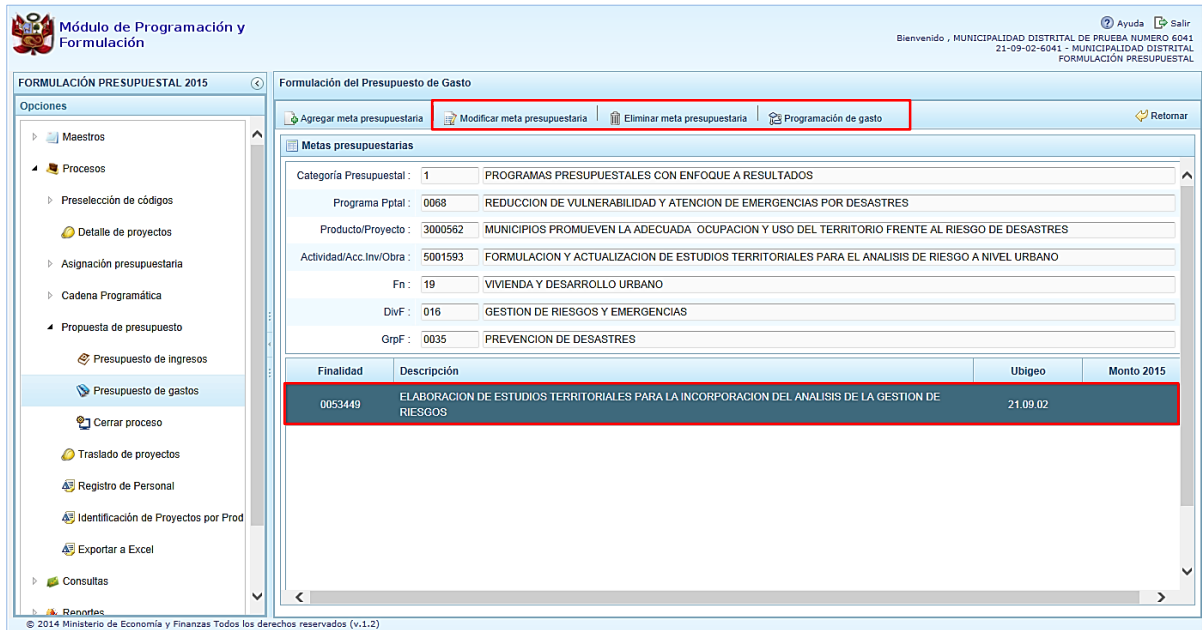 Módulo de Programación y
Formulación
Ayuda Salir
Bienvenido , MUNICIPALIDAD DISTRITAL DE PRUEBA NUMERO 6041
21-09-02-6041 - MUNICIPALIDAD DISTRITAL
FORMULACIÓN PRESUPUESTAL
FORMULACIÓN PRESUPUESTAL 2015
Opciones
Maestros
Procesos
Preselección de códigos
Detalle de proyectos
Asignación presupuestaria
Cadena Programática
Propuesta de presupuesto
Presupuesto de ingresos
Presupuesto de gastos
Cerrar proceso
Traslado de proyectos
Registro de Personal
Identificación de Proyectos por Prod
Exportar a Excel
Consultas
Reportes
Formulación del Presupuesto de Gasto
Agregar meta presupuestaria Modificar meta presupuestaria Eliminar meta presupuestaria Programación de gasto Retornar
Metas presupuestarias
Categoría Presupuestal : 1 PROGRAMAS PRESUPUESTALES CON ENFOQUE A RESULTADOS
Programa Pptal : 0068 REDUCCION DE VULNERABILIDAD Y ATENCION DE EMERGENCIAS POR DESASTRES
Producto/Proyecto : 3000562 MUNICIPIOS PROMUEVEN LA ADECUADA OCUPACION Y USO DEL TERRITORIO FRENTE AL RIESGO DE DESASTRES
Actividad/Acc.Inv/Obra : 5001593 FORMULACION Y ACTUALIZACION DE ESTUDIOS TERRITORIALES PARA EL ANALISIS DE RIESGO A NIVEL URBANO
Fn : 19 VIVIENDA Y DESARROLLO URBANO
DivF : 016 GESTION DE RIESGOS Y EMERGENCIAS
GrpF : 0035 PREVENCION DE DESASTRES
Finalidad Descripción Ubigeo Monto 2015
0053449 ELABORACION DE ESTUDIOS TERRITORIALES PARA LA INCORPORACION DEL ANALISIS DE LA GESTION DE
RIESGOS 21.09.02
© 2014 Ministerio de Economía y Finanzas Todos los derechos reservados (v.1.2)